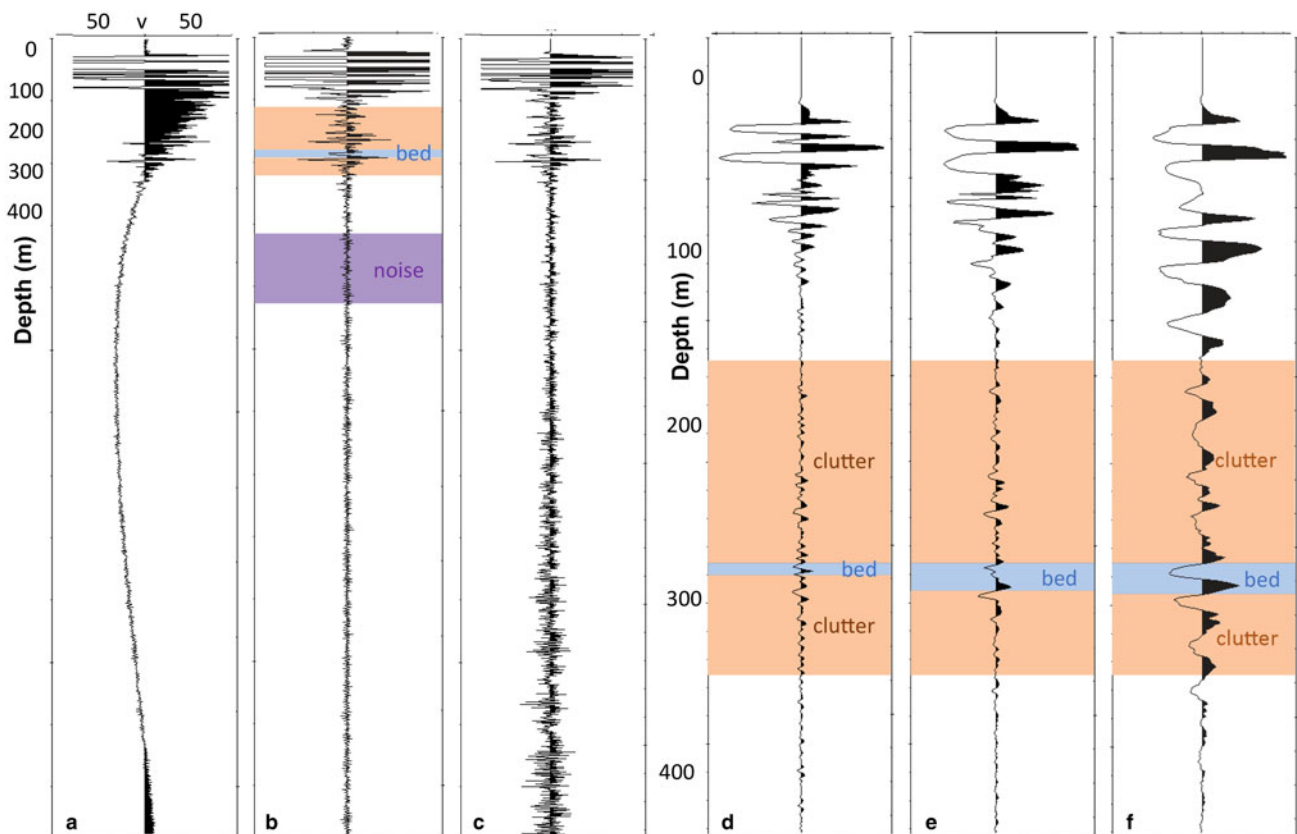 50 v 50
0
100
200
300
400
Depth (m)
bed
noise
a
b
c
0
100
200
300
400
Depth (m)
clutter
bed
clutter
d
bed
e
clutter
bed
clutter
f